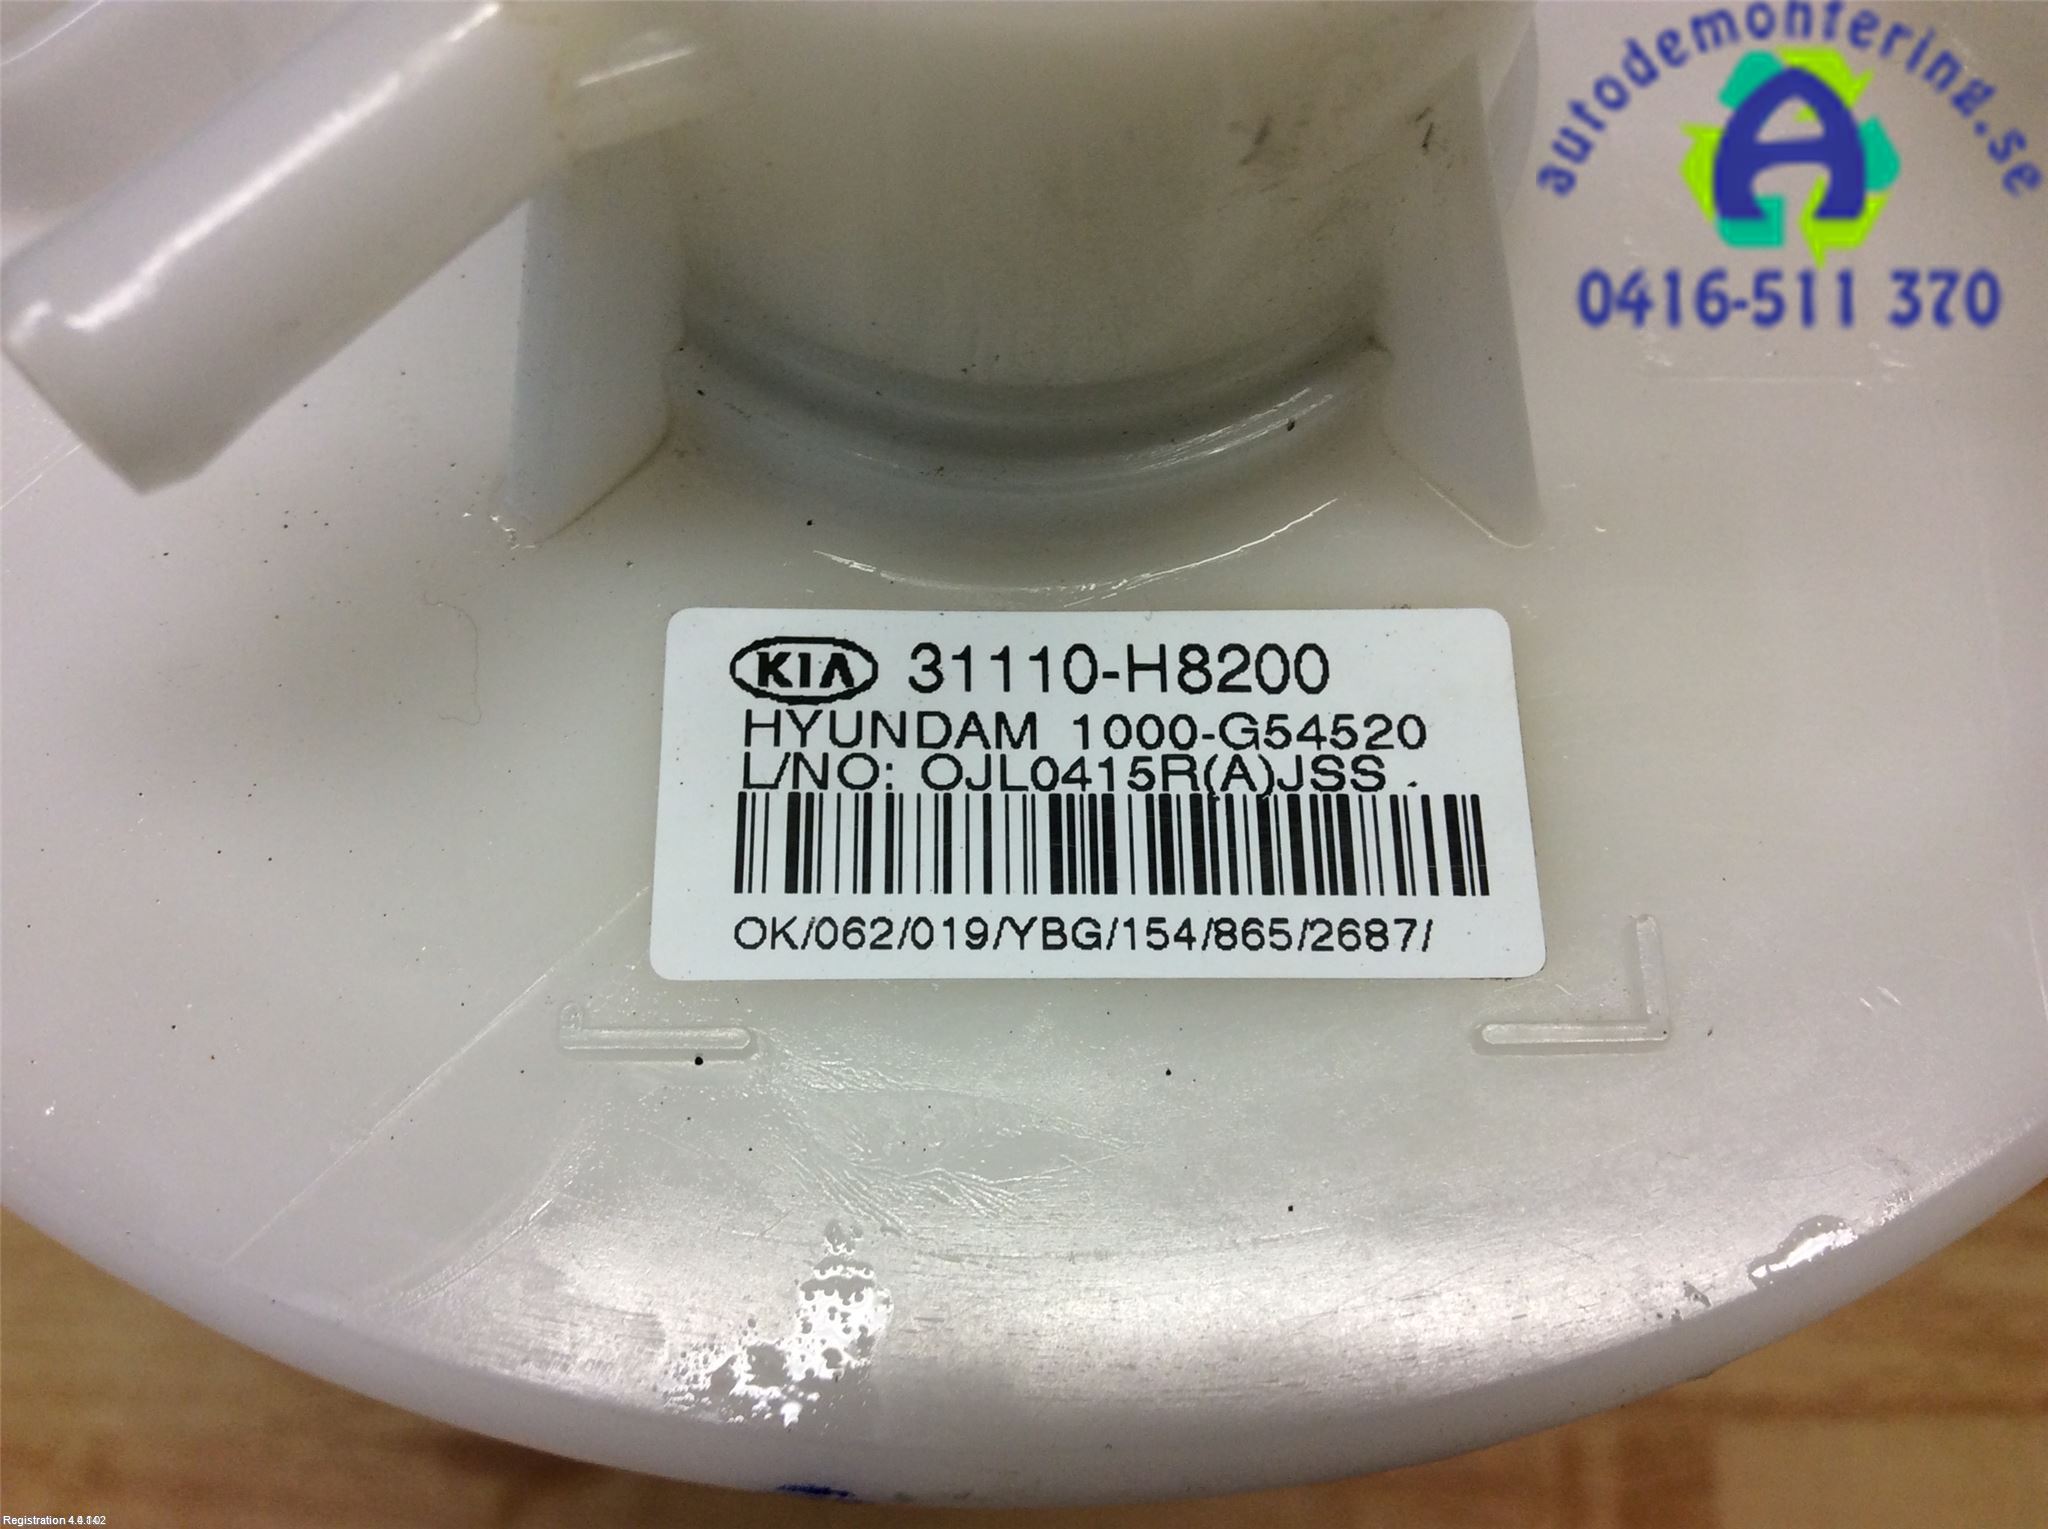 autodemontering.se
A
0416-511 370
KIA 31110-H8200
HYUNDAM 1000-G54520
L/NO: OJL0415R(A)JSS
OK/062/019/YBG/154/865/2687/
Registration